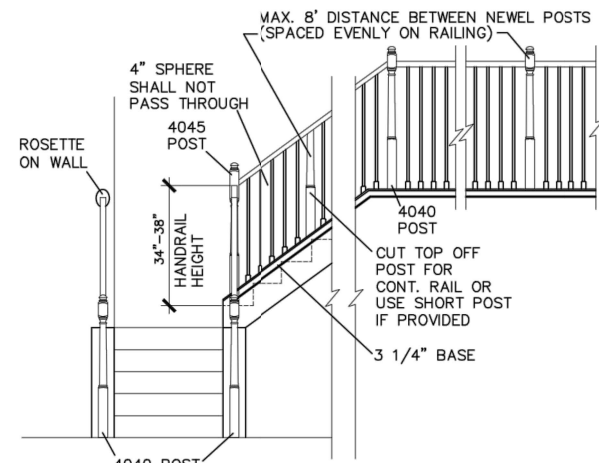 MAX. 8' DISTANCE BETWEEN NEWEL POSTS
(SPACED EVENLY ON RAILING)
4" SPHERE
SHALL NOT
PASS THROUGH
4045
POST
ROSETTE
ON WALL
34"-38"
HANDRAIL
HEIGHT
4040
POST
CUT TOP OFF
POST FOR
CONT. RAIL OR
USE SHORT POST
IF PROVIDED
3 1/4" BASE
4040 POST